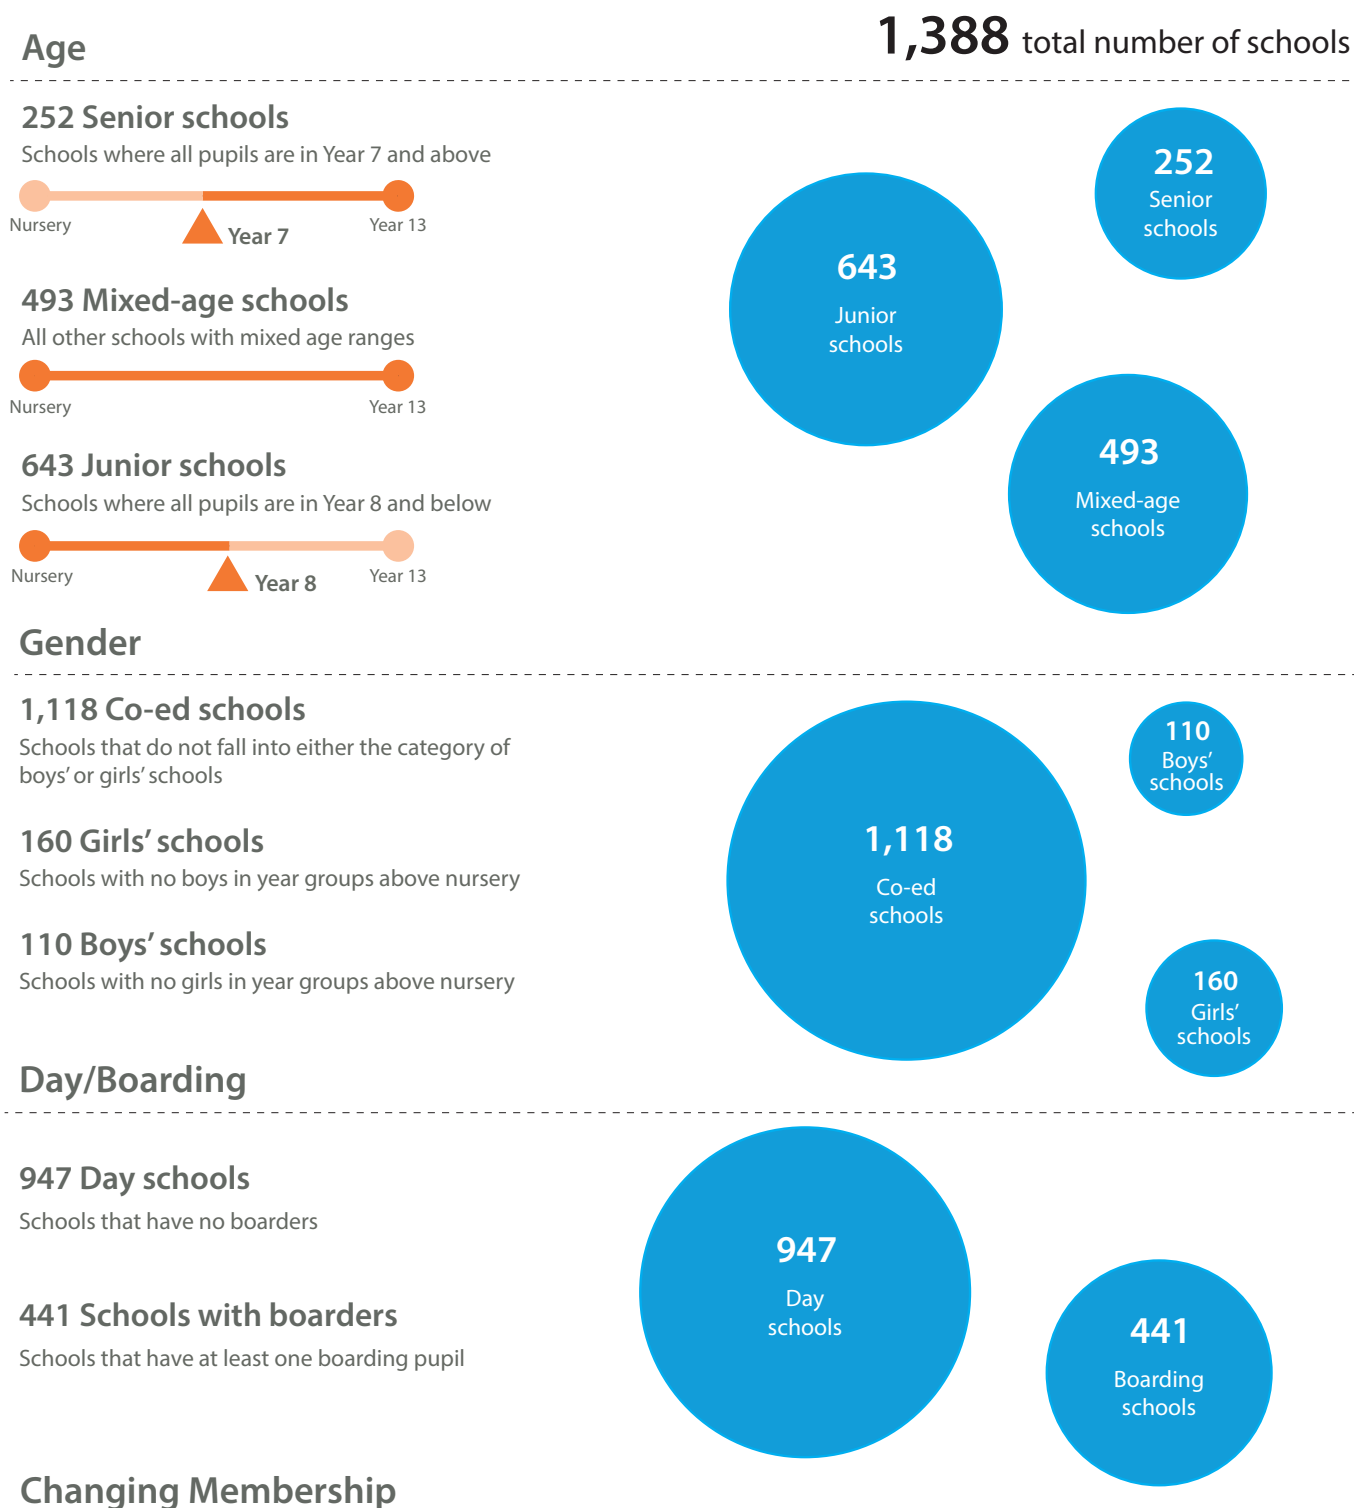 Age
1,388 total number of schools
252 Senior schools
Schools where all pupils are in Year 7 and above
Nursery
Year 7
Year 13
493 Mixed-age schools
All other schools with mixed age ranges
Nursery
Year 13
643 Junior schools
Schools where all pupils are in Year 8 and below
Nursery
Year 8
Year 13
252
Senior
schools
643
Junior
schools
493
Mixed-age
schools
Gender
1,118 Co-ed schools
Schools that do not fall into either the category of
boys’ or girls’ schools
160 Girls’ schools
Schools with no boys in year groups above nursery
110 Boys’ schools
Schools with no girls in year groups above nursery
110
Boys’
schools
1,118
Co-ed
schools
160
Girls’
schools
Day/Boarding
947 Day schools
Schools that have no boarders
441 Schools with boarders
Schools that have at least one boarding pupil
947
Day
schools
441
Boarding
schools
Changing Membership